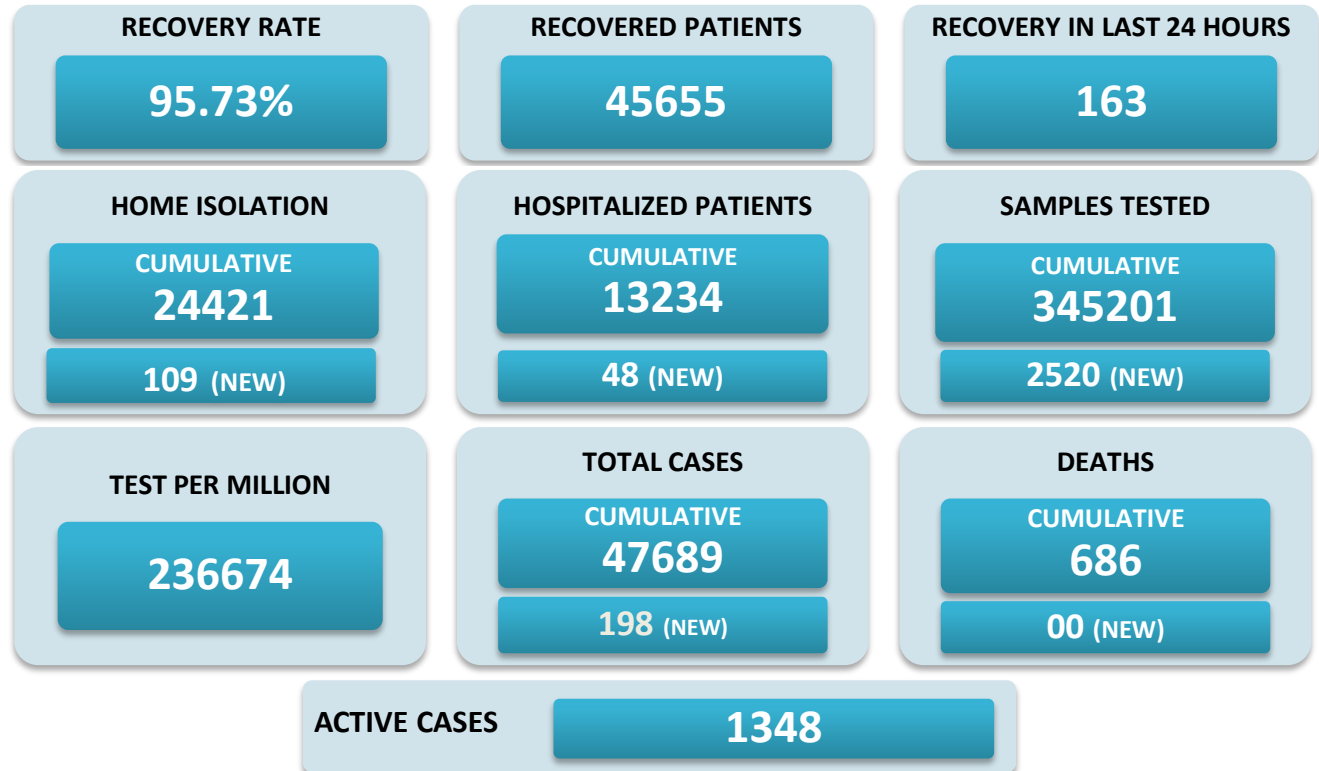 RECOVERY RATE
95.73%
RECOVERED PATIENTS
45655
RECOVERY IN LAST 24 HOURS
163
HOME ISOLATION
CUMULATIVE
24421
109 (NEW)
HOSPITALIZED PATIENTS
CUMULATIVE
13234
48 (NEW)
SAMPLES TESTED
CUMULATIVE
345201
2520 (NEW)
TEST PER MILLION
236674
TOTAL CASES
CUMULATIVE
47689
198 (NEW)
DEATHS
CUMULATIVE
686
00 (NEW)
ACTIVE CASES
1348